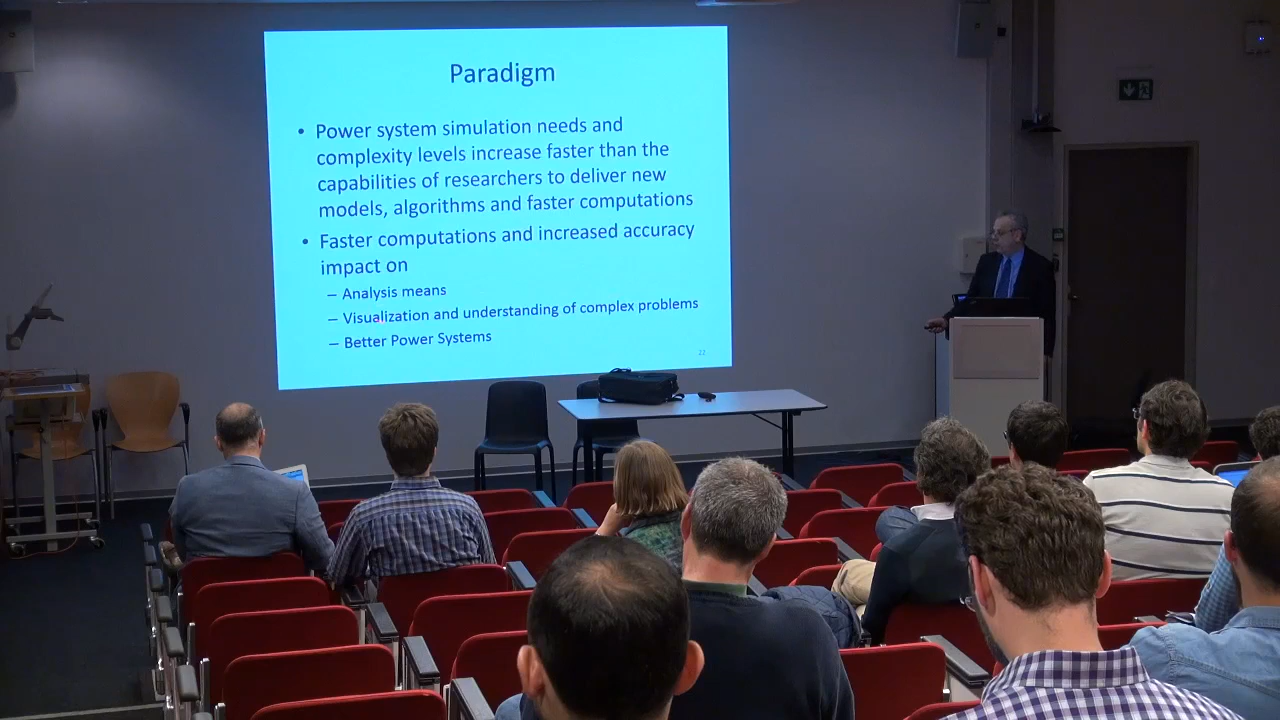 Paradigm
• Power system simulation needs and
complexity levels increase faster than the
capabilities of researchers to deliver new
models, algorithms and faster computations
• Faster computations and increased accuracy
impact on
– Analysis means
– Visualization and understanding of complex problems
– Better Power Systems
22